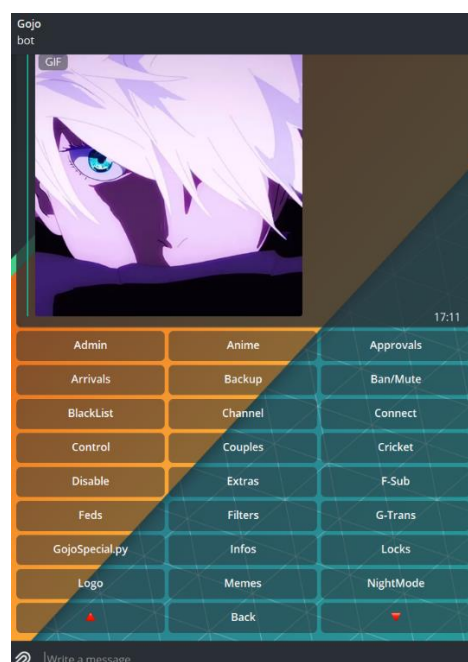 Gojo
bot
GIF
17:11
Admin Anime Approvals
Arrivals Backup Ban/Mute
BlackList Channel Connect
Control Couples Cricket
Disable Extras F-Sub
Feds Filters G-Trans
GojoSpecial.py Infos Locks
Logo Memes NightMode
Back
Write a message